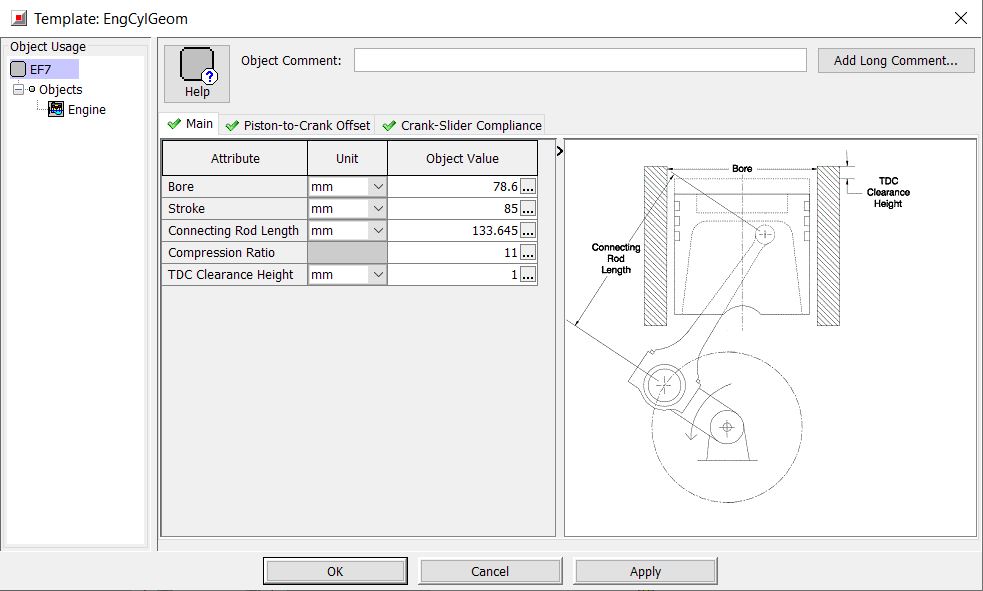 Template: EngCylGeom
Object Usage
EF7
Objects
Engine
Help
Object Comment:
Add Long Comment...
Main
Piston-to-Crank Offset
Crank-Slider Compliance
Attribute Unit Object Value
Bore mm 78.6 ...
Stroke mm 85 ...
Connecting Rod Length mm 133.645 ...
Compression Ratio 11 ...
TDC Clearance Height mm 1 ...
Bore
TDC
Clearance
Height
Connecting
Rod
Length
OK Cancel Apply